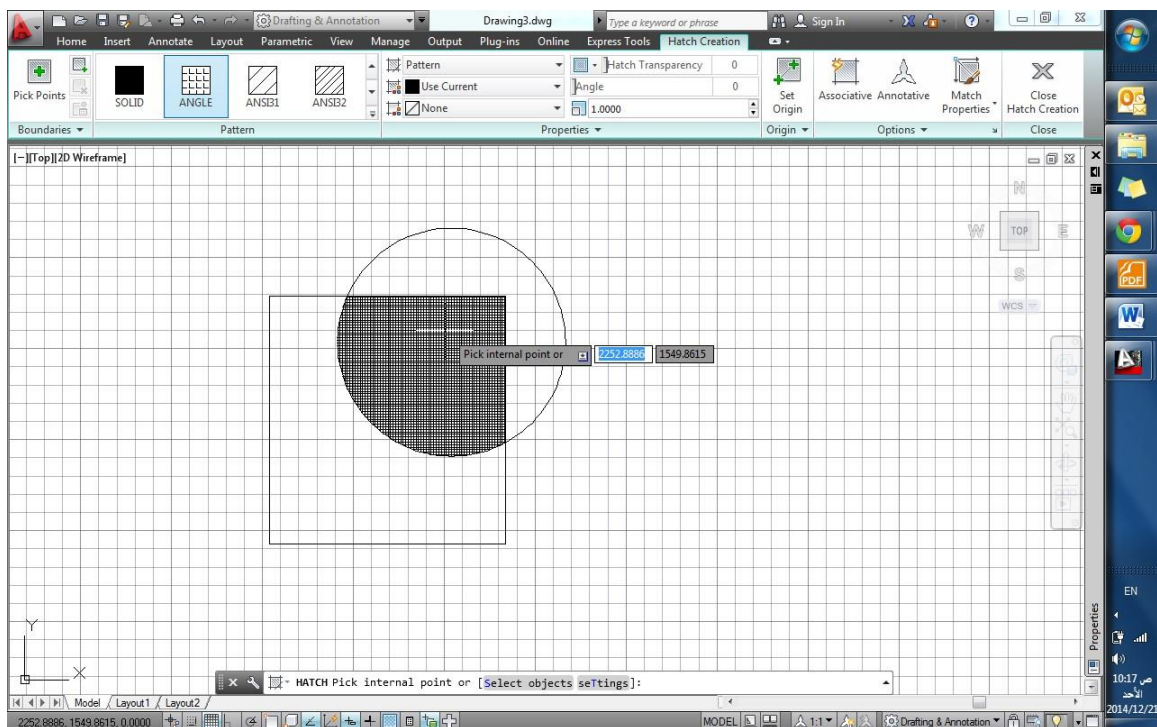 Drafting & Annotation
Drawing3.dwg
Type a keyword or phrase
Sign In
Home Insert Annotate Layout Parametric View Manage Output Plug-ins Online Express Tools Hatch Creation
Pick Points
SOLID
ANGLE
ANSI31
ANSI32
Pattern
Use Current
None
Hatch Transparency 0
Angle 0
1.0000
Set Origin
Associative
Annotative
Match Properties
Close Hatch Creation
Boundaries
Pattern
Properties
Origin
Options
Close
[−][Top][2D Wireframe]
N
W TOP E
S
WCS
PDF
Pick internal point or 2252.8886 1549.8615
Y
X
HATCH Pick internal point or [Select objects seTtings]:
Properties
Model Layout1 Layout2
2252.8886, 1549.8615, 0.0000
MODEL 1:1 Drafting & Annotation
EN
10:17 ص
الأحد
2014/12/21